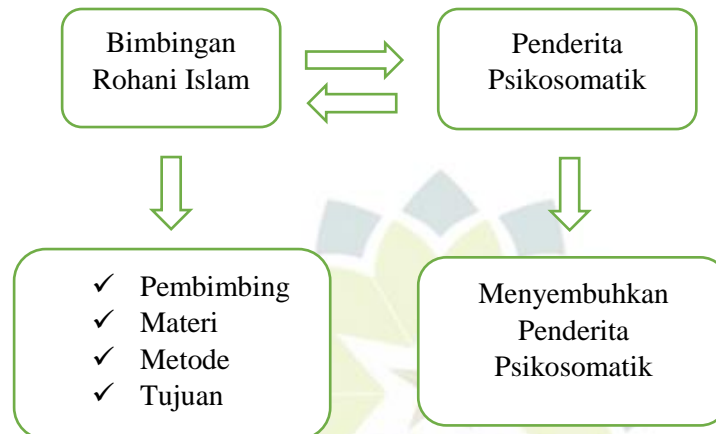 Bimbingan
Rohani Islam
Penderita
Psikosomatik
✓ Pembimbing
✓ Materi
✓ Metode
✓ Tujuan
Menyembuhkan
Penderita
Psikosomatik